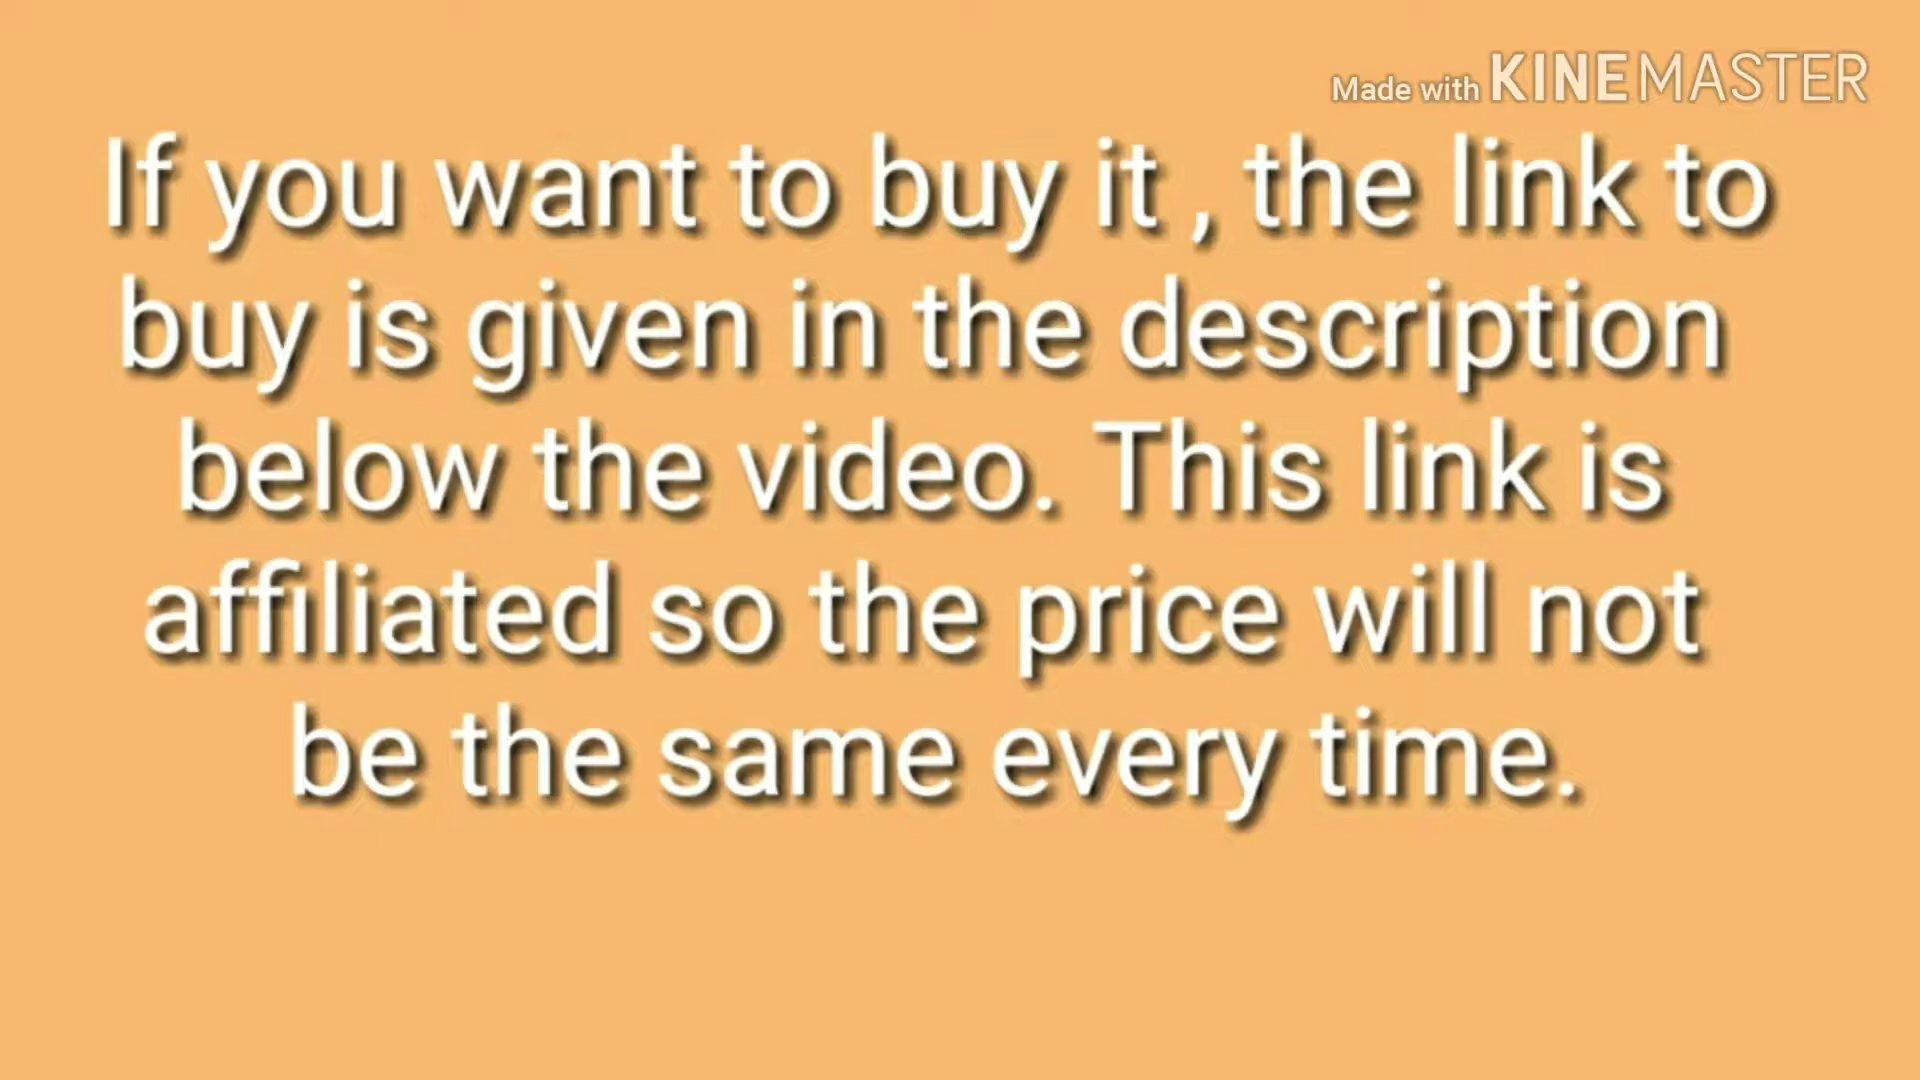 Made with KINEMASTER
If you want to buy it , the link to
buy is given in the description
below the video. This link is
affiliated so the price will not
be the same every time.